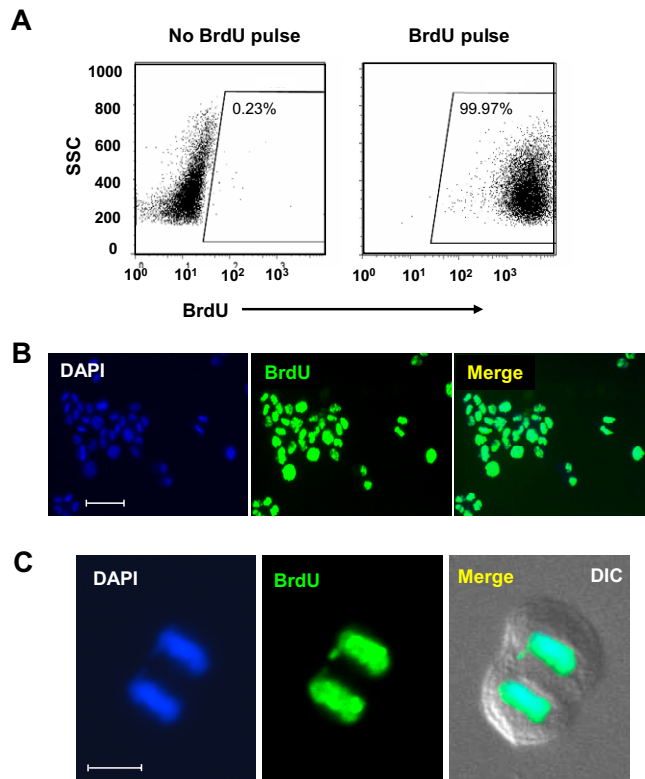 A
No BrdU pulse BrdU pulse
1000
800
600
400
200
0
SSC
0.23%
99.97%
10⁰ 10¹ 10² 10³
10⁰ 10¹ 10² 10³
BrdU
B
DAPI BrdU Merge
C
DAPI BrdU Merge DIC